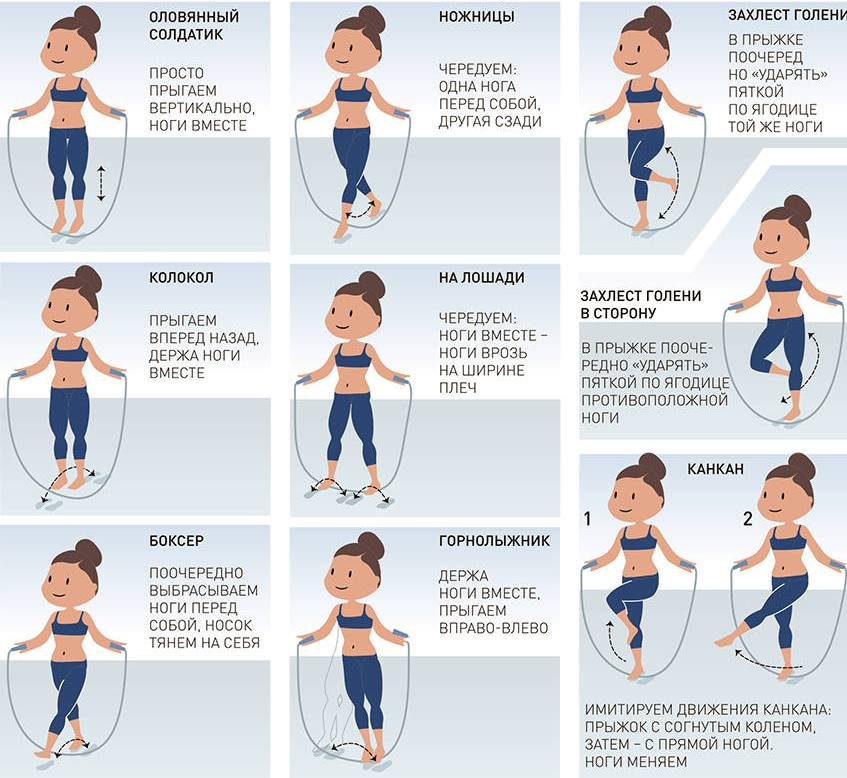 ОЛОВЯННЫЙ
СОЛДАТИК
ПРОСТО
ПРЫГАЕМ
ВЕРТИКАЛЬНО,
НОГИ ВМЕСТЕ
НОЖНИЦЫ
ЧЕРЕДУЕМ:
ОДНА НОГА
ПЕРЕД СОБОЙ,
ДРУГАЯ СЗАДИ
ЗАХЛЕСТ ГОЛЕНИ
В ПРЫЖКЕ
ПООЧЕРЕД
НО «УДАРЯТЬ»
ПЯТКОЙ
ПО ЯГОДИЦЕ
ТОЙ ЖЕ НОГИ
КОЛОКОЛ
ПРЫГАЕМ
ВПЕРЕД НАЗАД,
ДЕРЖА НОГИ
ВМЕСТЕ
НА ЛОШАДИ
ЧЕРЕДУЕМ:
НОГИ ВМЕСТЕ –
НОГИ ВРОЗЬ
НА ШИРИНЕ
ПЛЕЧ
ЗАХЛЕСТ ГОЛЕНИ
В СТОРОНУ
В ПРЫЖКЕ ПООЧЕ-
РЕДНО «УДАРЯТЬ»
ПЯТКОЙ ПО ЯГОДИЦЕ
ПРОТИВОПОЛОЖНОЙ
НОГИ
БОКСЕР
ПООЧЕРЕДНО
ВЫБРАСЫВАЕМ
НОГИ ПЕРЕД
СОБОЙ, НОСОК
ТЯНЕМ НА СЕБЯ
ГОРНОЛЫЖНИК
ДЕРЖА
НОГИ ВМЕСТЕ,
ПРЫГАЕМ
ВПРАВО-ВЛЕВО
КАНКАН
1
2
ИМИТИРУЕМ ДВИЖЕНИЯ КАНКАНА:
ПРЫЖОК С СОГНУТЫМ КОЛЕНОМ,
ЗАТЕМ – С ПРЯМОЙ НОГОЙ.
НОГИ МЕНЯЕМ